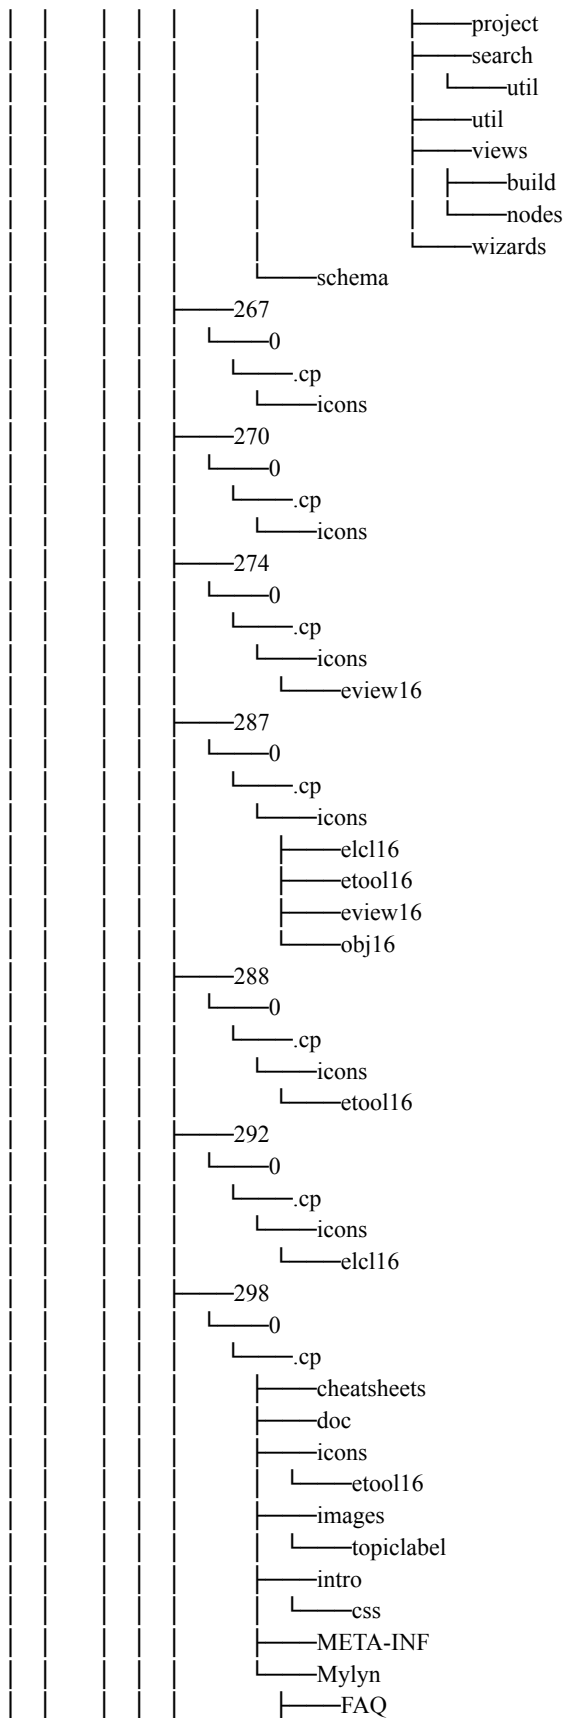 project
search
util
util
views
build
nodes
wizards
schema
267
0
.cp
icons
270
0
.cp
icons
274
0
.cp
icons
eview16
287
0
.cp
icons
elcl16
etool16
eview16
obj16
288
0
.cp
icons
etool16
292
0
.cp
icons
elcl16
298
0
.cp
cheatsheets
doc
icons
etool16
images
topiclabel
intro
css
META-INF
Mylyn
FAQ